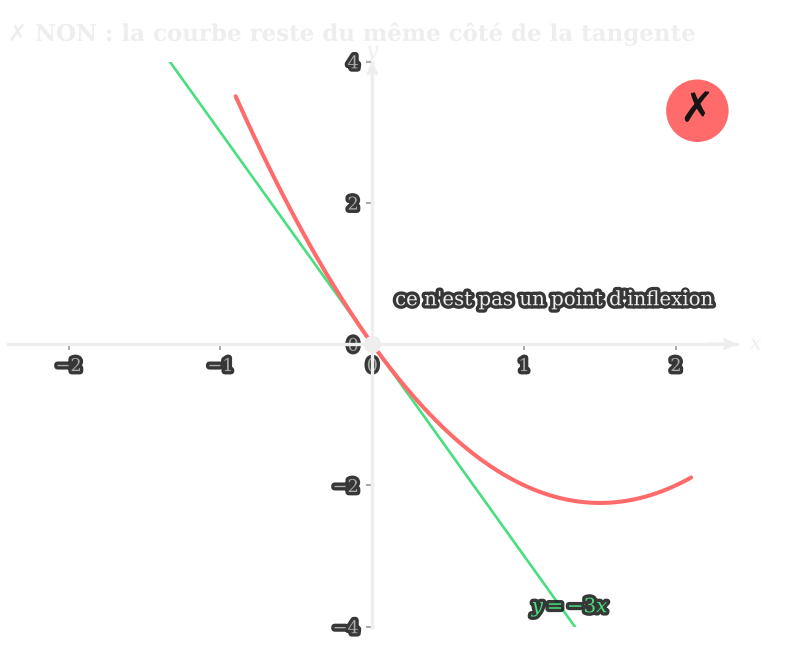 ✗ NON : la courbe reste du même côté de la tangente
y
4
✗
2
ce n'est pas un point d'inflexion
0
x
−2
−1
0
1
2
−2
y = −3x
−4